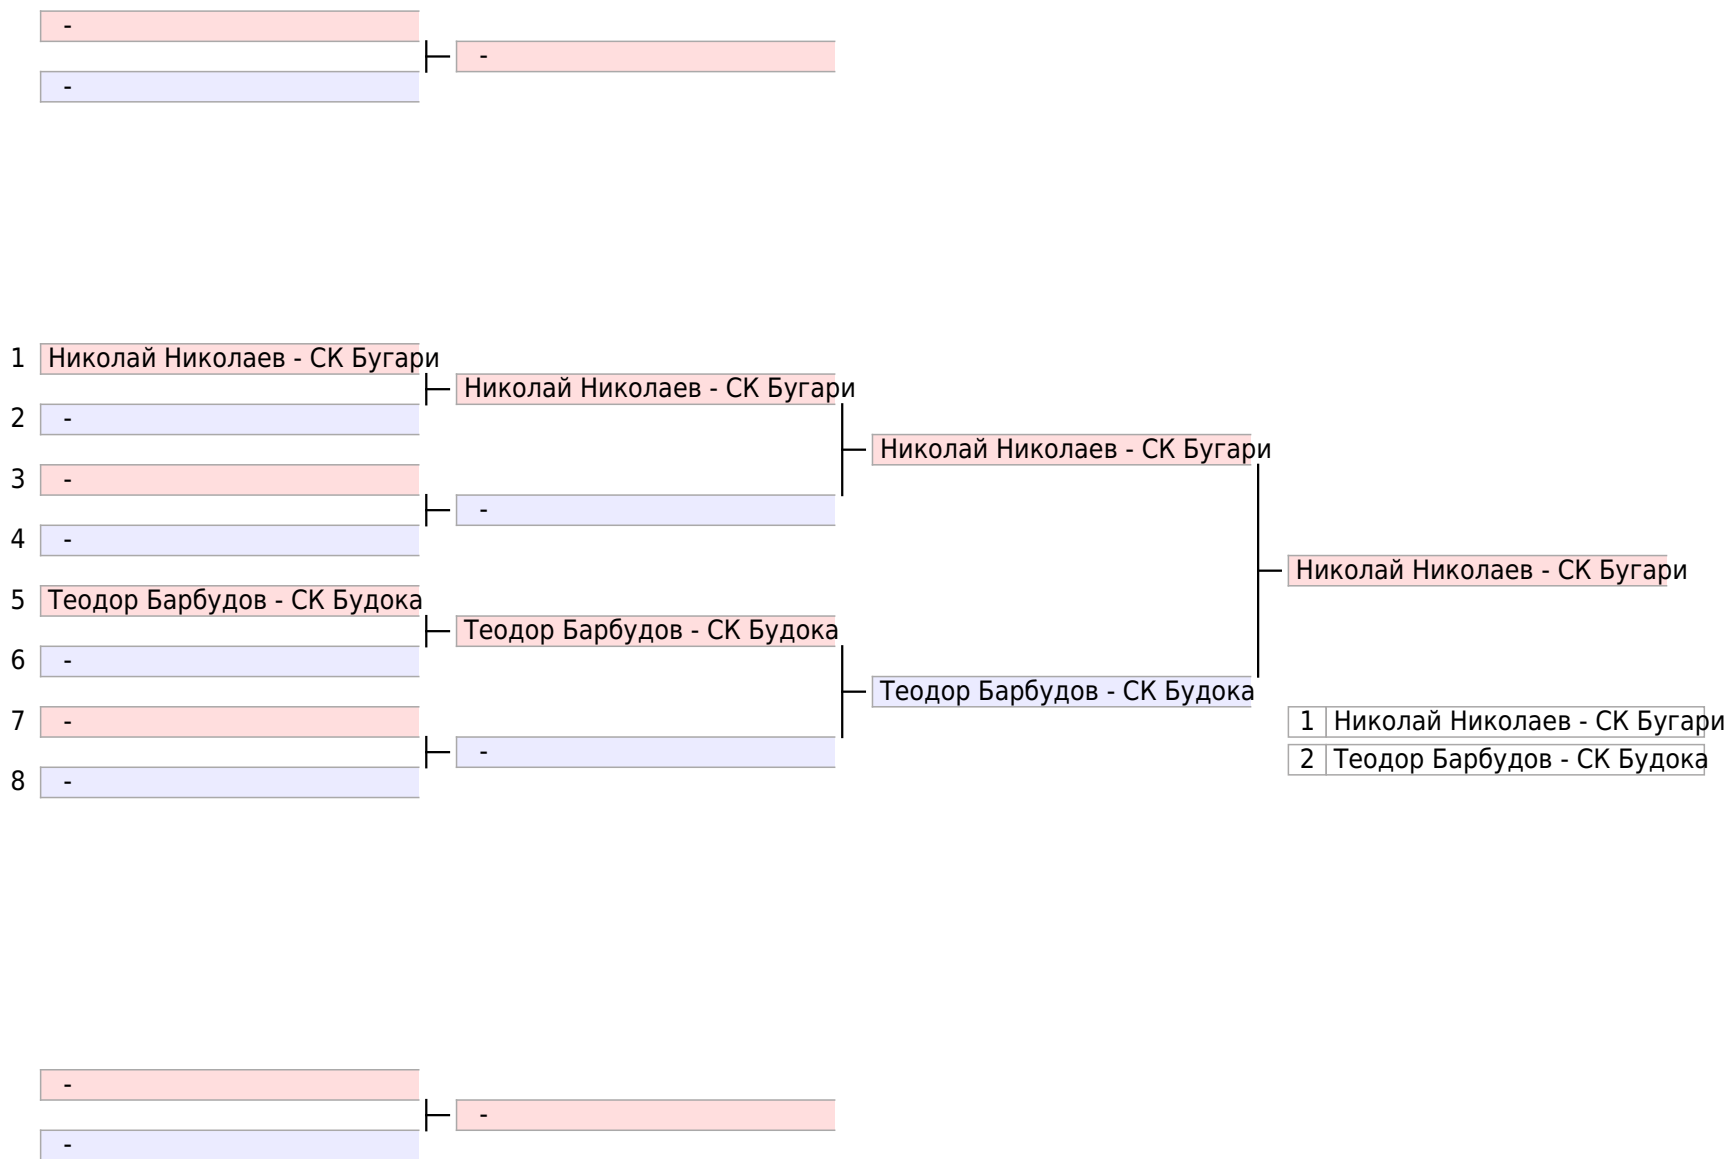 -
-
-
1 Николай Николаев - СК Бугари
Николай Николаев - СК Бугари
2 -
Николай Николаев - СК Бугари
3 -
-
4 -
Николай Николаев - СК Бугари
5 Теодор Барбудов - СК Будока
Теодор Барбудов - СК Будока
6 -
Теодор Барбудов - СК Будока
7 -
1 Николай Николаев - СК Бугари
-
2 Теодор Барбудов - СК Будока
8 -
-
-
-